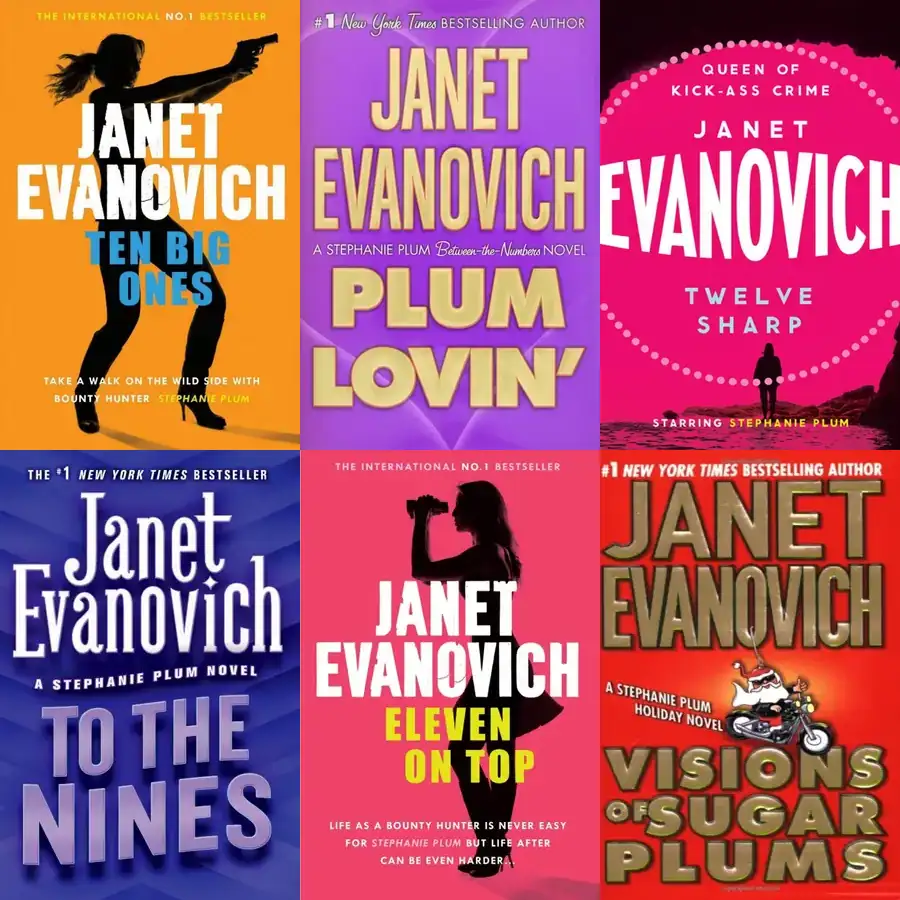 THE INTERNATIONAL NO.1 BESTSELLER
JANET
EVANOVICH
TEN BIG
ONES
TAKE A WALK ON THE WILD SIDE WITH
BOUNTY HUNTER STEPHANIE PLUM
#1 New York Times BESTSELLING AUTHOR
JANET
EVANOVICH
A STEPHANIE PLUM Between-the-Numbers NOVEL
PLUM
LOVIN'
QUEEN OF
KICK-ASS CRIME
JANET
EVANOVICH
TWELVE
SHARP
STARRING STEPHANIE PLUM
THE #1 NEW YORK TIMES BESTSELLER
Janet
Evanovich
A STEPHANIE PLUM NOVEL
TO THE
NINES
THE INTERNATIONAL NO.1 BESTSELLER
JANET
EVANOVICH
ELEVEN
ON TOP
LIFE AS A BOUNTY HUNTER IS NEVER EASY
FOR STEPHANIE PLUM BUT LIFE AFTER
CAN BE EVEN HARDER...
#1 NEW YORK TIMES BESTSELLING AUTHOR
JANET
EVANOVICH
A STEPHANIE PLUM
HOLIDAY NOVEL
VISIONS
OF SUGAR
PLUMS